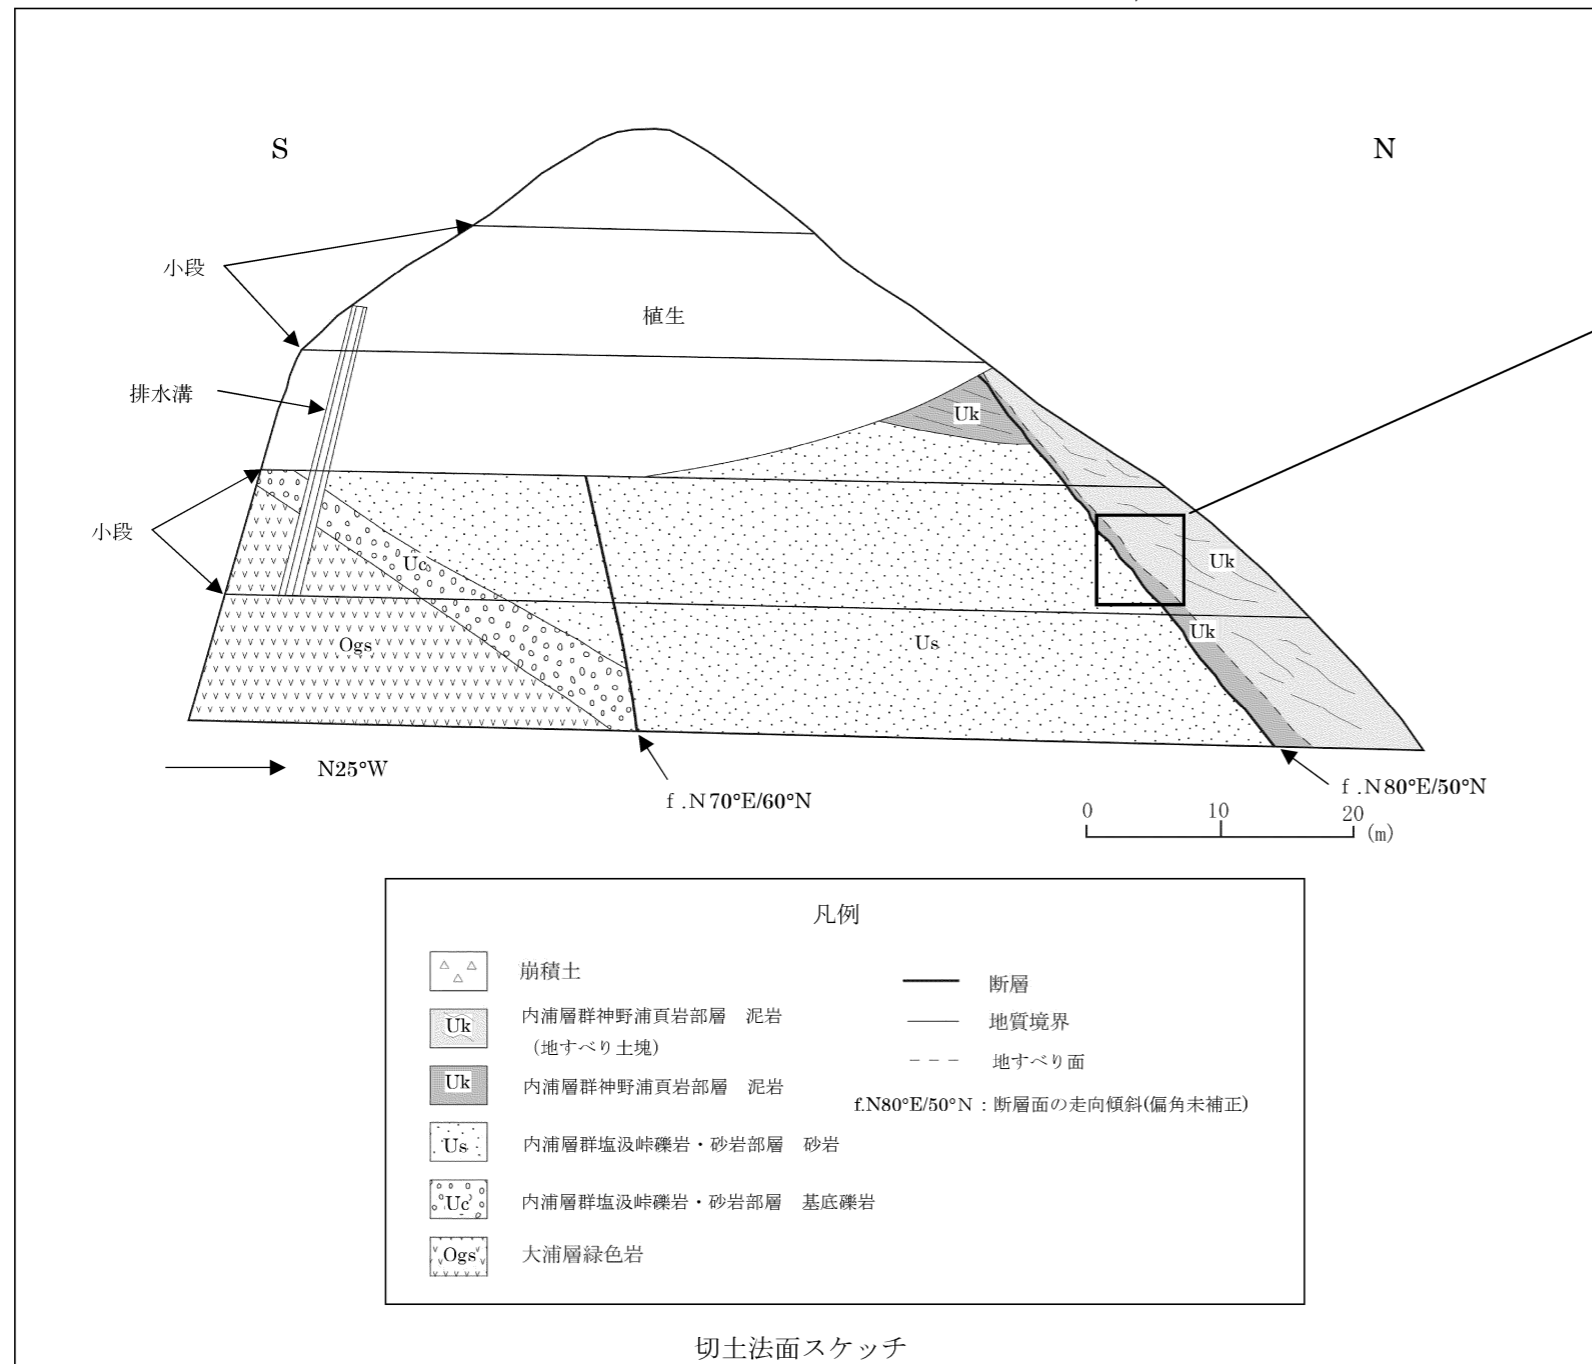 S
N
小段
植生
排水溝
Uk
小段
Uc
Uk
Ogs
Us
Uk
N25°W
f.N70°E/60°N
f.N80°E/50°N
0 10 20
(m)
凡例
崩積土
断層
Uk 内浦層群神野浦頁岩部層 泥岩
(地すべり土塊)
地質境界
地すべり面
Uk 内浦層群神野浦頁岩部層 泥岩
f.N80°E/50°N:断層面の走向傾斜(偏角未補正)
Us 内浦層群塩汲峠礫岩・砂岩部層 砂岩
Uc 内浦層群塩汲峠礫岩・砂岩部層 基底礫岩
Ogs 大浦層緑色岩
切土法面スケッチ